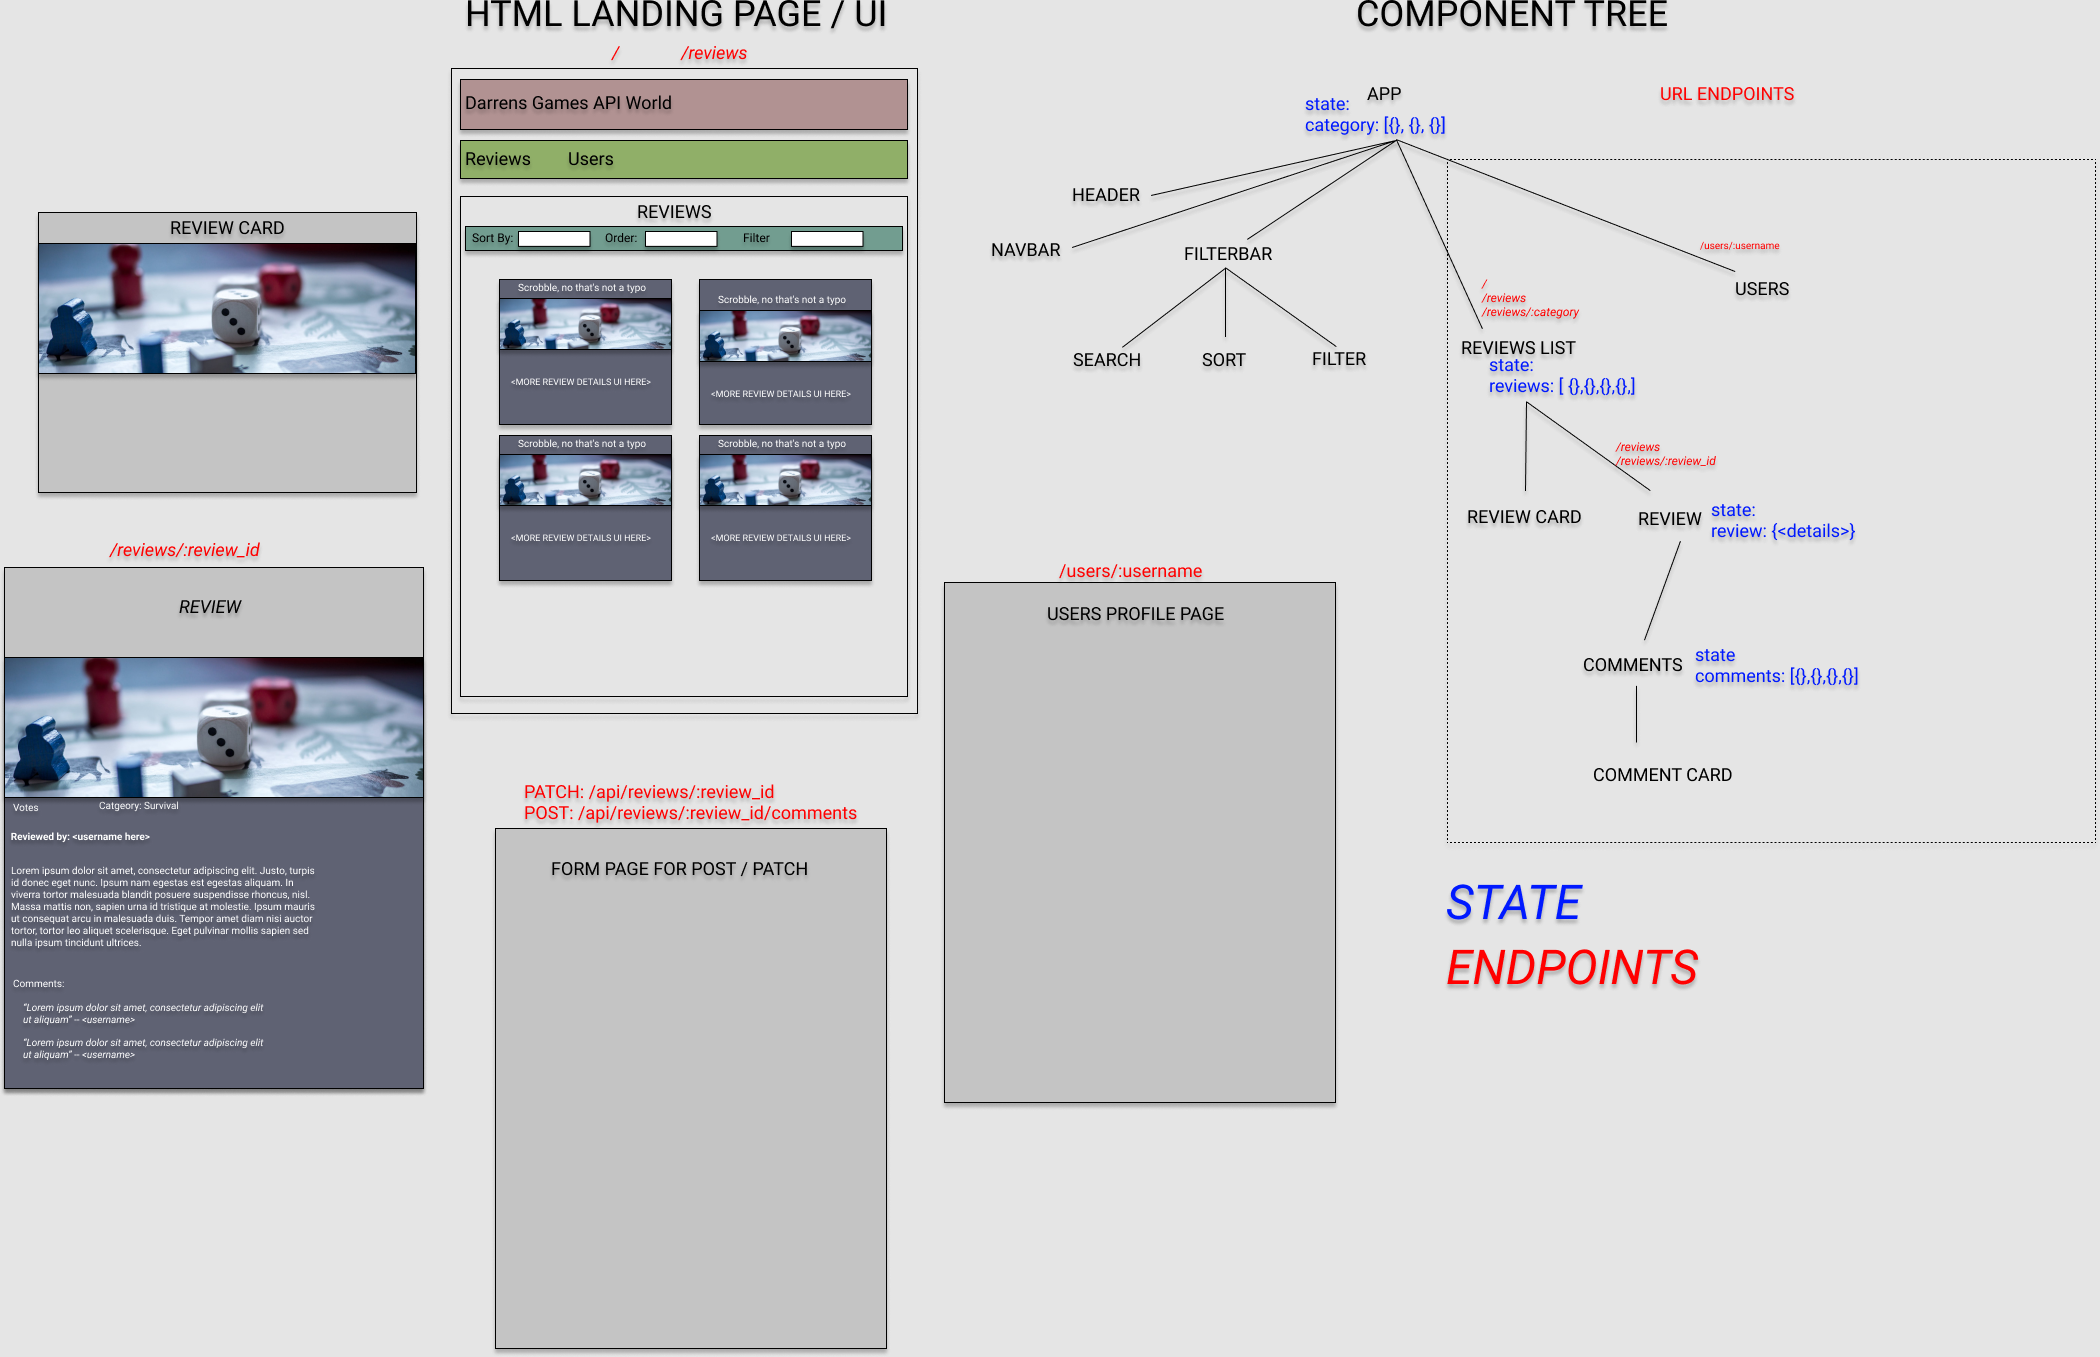 HTML LANDING PAGE / UI
/ /reviews
Darrens Games API World
Reviews Users
REVIEWS
Sort By: Order: Filter
Scrobble, no that's not a typo
<MORE REVIEW DETAILS UI HERE>
Scrobble, no that's not a typo
<MORE REVIEW DETAILS UI HERE>
Scrobble, no that's not a typo
<MORE REVIEW DETAILS UI HERE>
Scrobble, no that's not a typo
<MORE REVIEW DETAILS UI HERE>
REVIEW CARD
/reviews/:review_id
REVIEW
Votes Catgeory: Survival
Reviewed by: <username here>
Lorem ipsum dolor sit amet, consectetur adipiscing elit. Justo, turpis
id donec eget nunc. Ipsum nam egestas est egestas aliquam. In
viverra tortor malesuada blandit posuere suspendisse rhoncus, nisl.
Massa mattis non, sapien urna id tristique at molestie. Ipsum mauris
ut consequat arcu in malesuada duis. Tempor amet diam nisi auctor
tortor, tortor leo aliquet scelerisque. Eget pulvinar mollis sapien sed
nulla ipsum tincidunt ultrices.
Comments:
“Lorem ipsum dolor sit amet, consectetur adipiscing elit
ut aliquam” -- <username>
“Lorem ipsum dolor sit amet, consectetur adipiscing elit
ut aliquam” -- <username>
PATCH: /api/reviews/:review_id
POST: /api/reviews/:review_id/comments
FORM PAGE FOR POST / PATCH
/users/:username
USERS PROFILE PAGE
COMPONENT TREE
APP
state:
category: [{}, {}, {}]
URL ENDPOINTS
HEADER
NAVBAR
FILTERBAR
SEARCH
SORT
FILTER
/users/:username
USERS
/
/reviews
/reviews/:category
REVIEWS LIST
state:
reviews: [ {},{},{},{},]
/reviews
/reviews/:review_id
REVIEW CARD
REVIEW
state:
review: {<details>}
COMMENTS
state
comments: [{},{},{},{}]
COMMENT CARD
STATE
ENDPOINTS